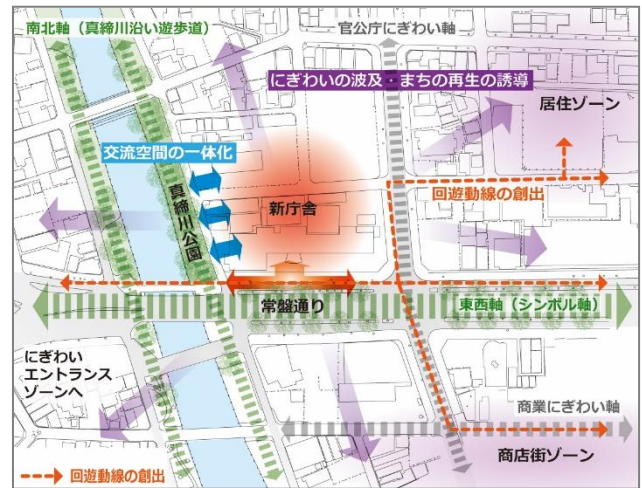 南北軸（真締川沿い遊歩道）
官公庁にぎわい軸
にぎわいの波及・まちの再生の誘導
居住ゾーン
交流空間の一体化
回遊動線の創出
真締川公園
新庁舎
常盤通り
東西軸（シンボル軸）
にぎわい
エントランス
ゾーンへ
商業にぎわい軸
商店街ゾーン
回遊動線の創出